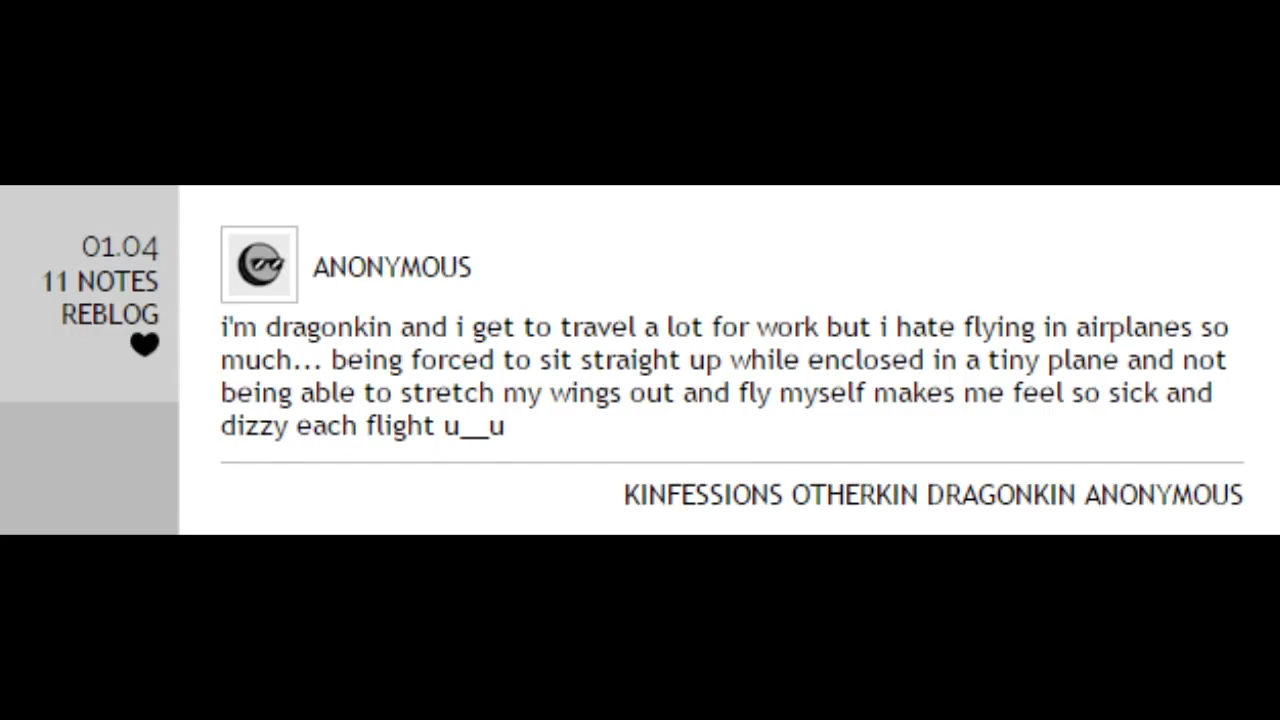 01.04
11 NOTES
REBLOG
ANONYMOUS
i'm dragonkin and i get to travel a lot for work but i hate flying in airplanes so
much... being forced to sit straight up while enclosed in a tiny plane and not
being able to stretch my wings out and fly myself makes me feel so sick and
dizzy each flight u__u
KINFESSIONS OTHERKIN DRAGONKIN ANONYMOUS